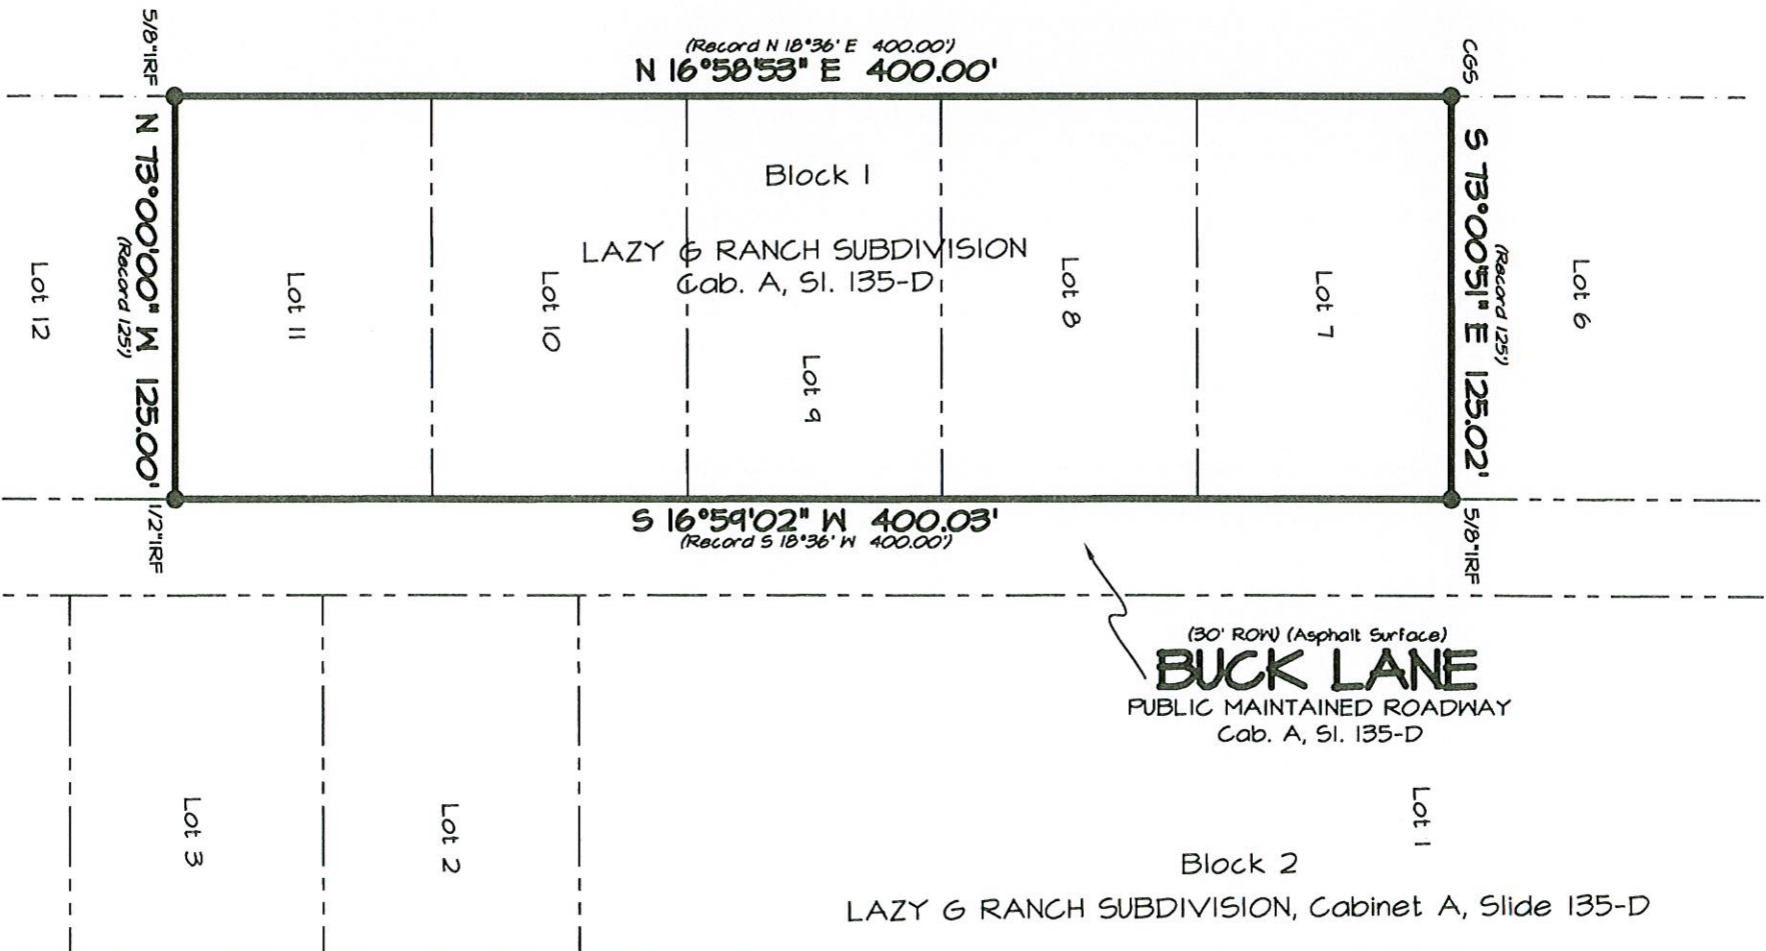 (Record N 18°36' E 400.00')
N 16°58'53" E 400.00'
5/8"IRF
CGS
N 73°00'00" W 125.00'
(Record 125')
S 73°00'51" E 125.02'
(Record 125')
Block 1
LAZY G RANCH SUBDIVISION
Cab. A, Sl. 135-D
Lot 12
Lot 11
Lot 10
Lot 9
Lot 8
Lot 7
Lot 6
1/2"IRF
S 16°59'02" W 400.03'
(Record S 18°36' W 400.00')
5/8"IRF
(30' ROW) (Asphalt Surface)
BUCK LANE
PUBLIC MAINTAINED ROADWAY
Cab. A, Sl. 135-D
Lot 3
Lot 2
Lot 1
Block 2
LAZY G RANCH SUBDIVISION, Cabinet A, Slide 135-D